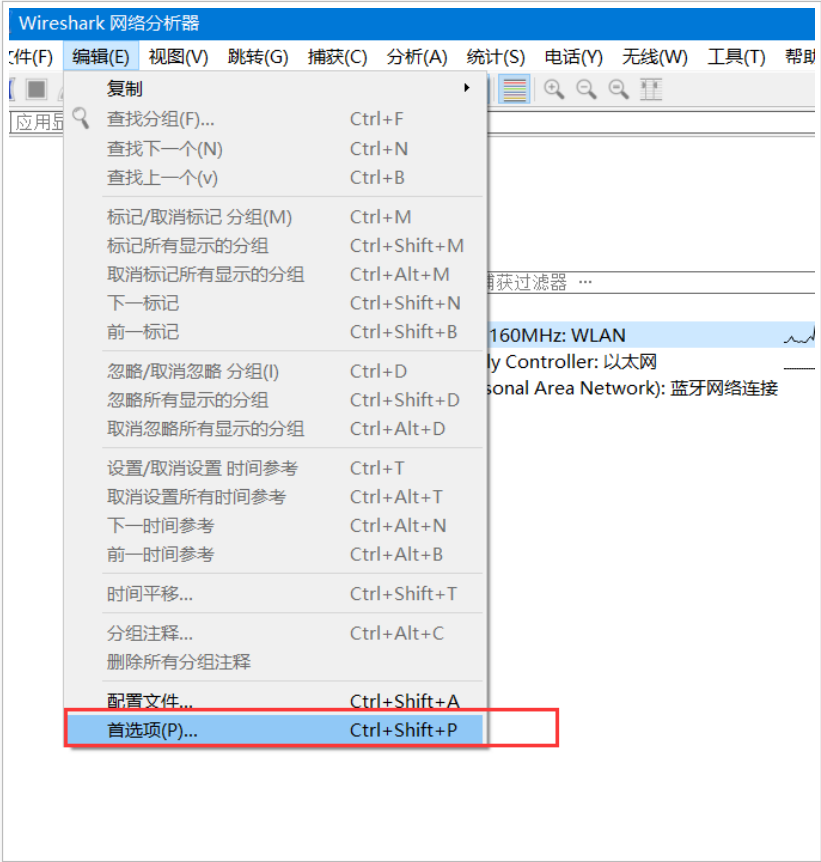 Wireshark 网络分析器
件(F) 编辑(E) 视图(V) 跳转(G) 捕获(C) 分析(A) 统计(S) 电话(Y) 无线(W) 工具(T) 帮助
应用显
复制
查找分组(F)... Ctrl+F
查找下一个(N) Ctrl+N
查找上一个(v) Ctrl+B
标记/取消标记 分组(M) Ctrl+M
标记所有显示的分组 Ctrl+Shift+M
取消标记所有显示的分组 Ctrl+Alt+M
下一标记 Ctrl+Shift+N
前一标记 Ctrl+Shift+B
忽略/取消忽略 分组(I) Ctrl+D
忽略所有显示的分组 Ctrl+Shift+D
取消忽略所有显示的分组 Ctrl+Alt+D
设置/取消设置 时间参考 Ctrl+T
取消设置所有时间参考 Ctrl+Alt+T
下一时间参考 Ctrl+Alt+N
前一时间参考 Ctrl+Alt+B
时间平移... Ctrl+Shift+T
分组注释... Ctrl+Alt+C
删除所有分组注释
配置文件... Ctrl+Shift+A
首选项(P)... Ctrl+Shift+P
捕获过滤器 ...
160MHz: WLAN
ly Controller: 以太网
sonal Area Network): 蓝牙网络连接